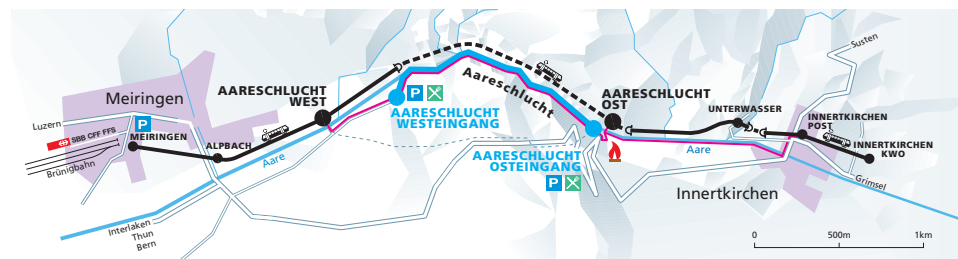 Susten
Meiringen
AARESCHLUCHT
WEST
Aareschlucht
P
AARESCHLUCHT
WESTEINGANG
AARESCHLUCHT
OST
UNTERWASSER
INNERTKIRCHEN
POST
INNERTKIRCHEN
KWO
Luzern
P
SBB CFF FFS
MEIRINGEN
ALPBACH
Brünigbahn
Aare
AARESCHLUCHT
OSTEINGANG
P
Aare
Innertkirchen
Grimsel
Interlaken
Thun
Bern
0
500m
1km